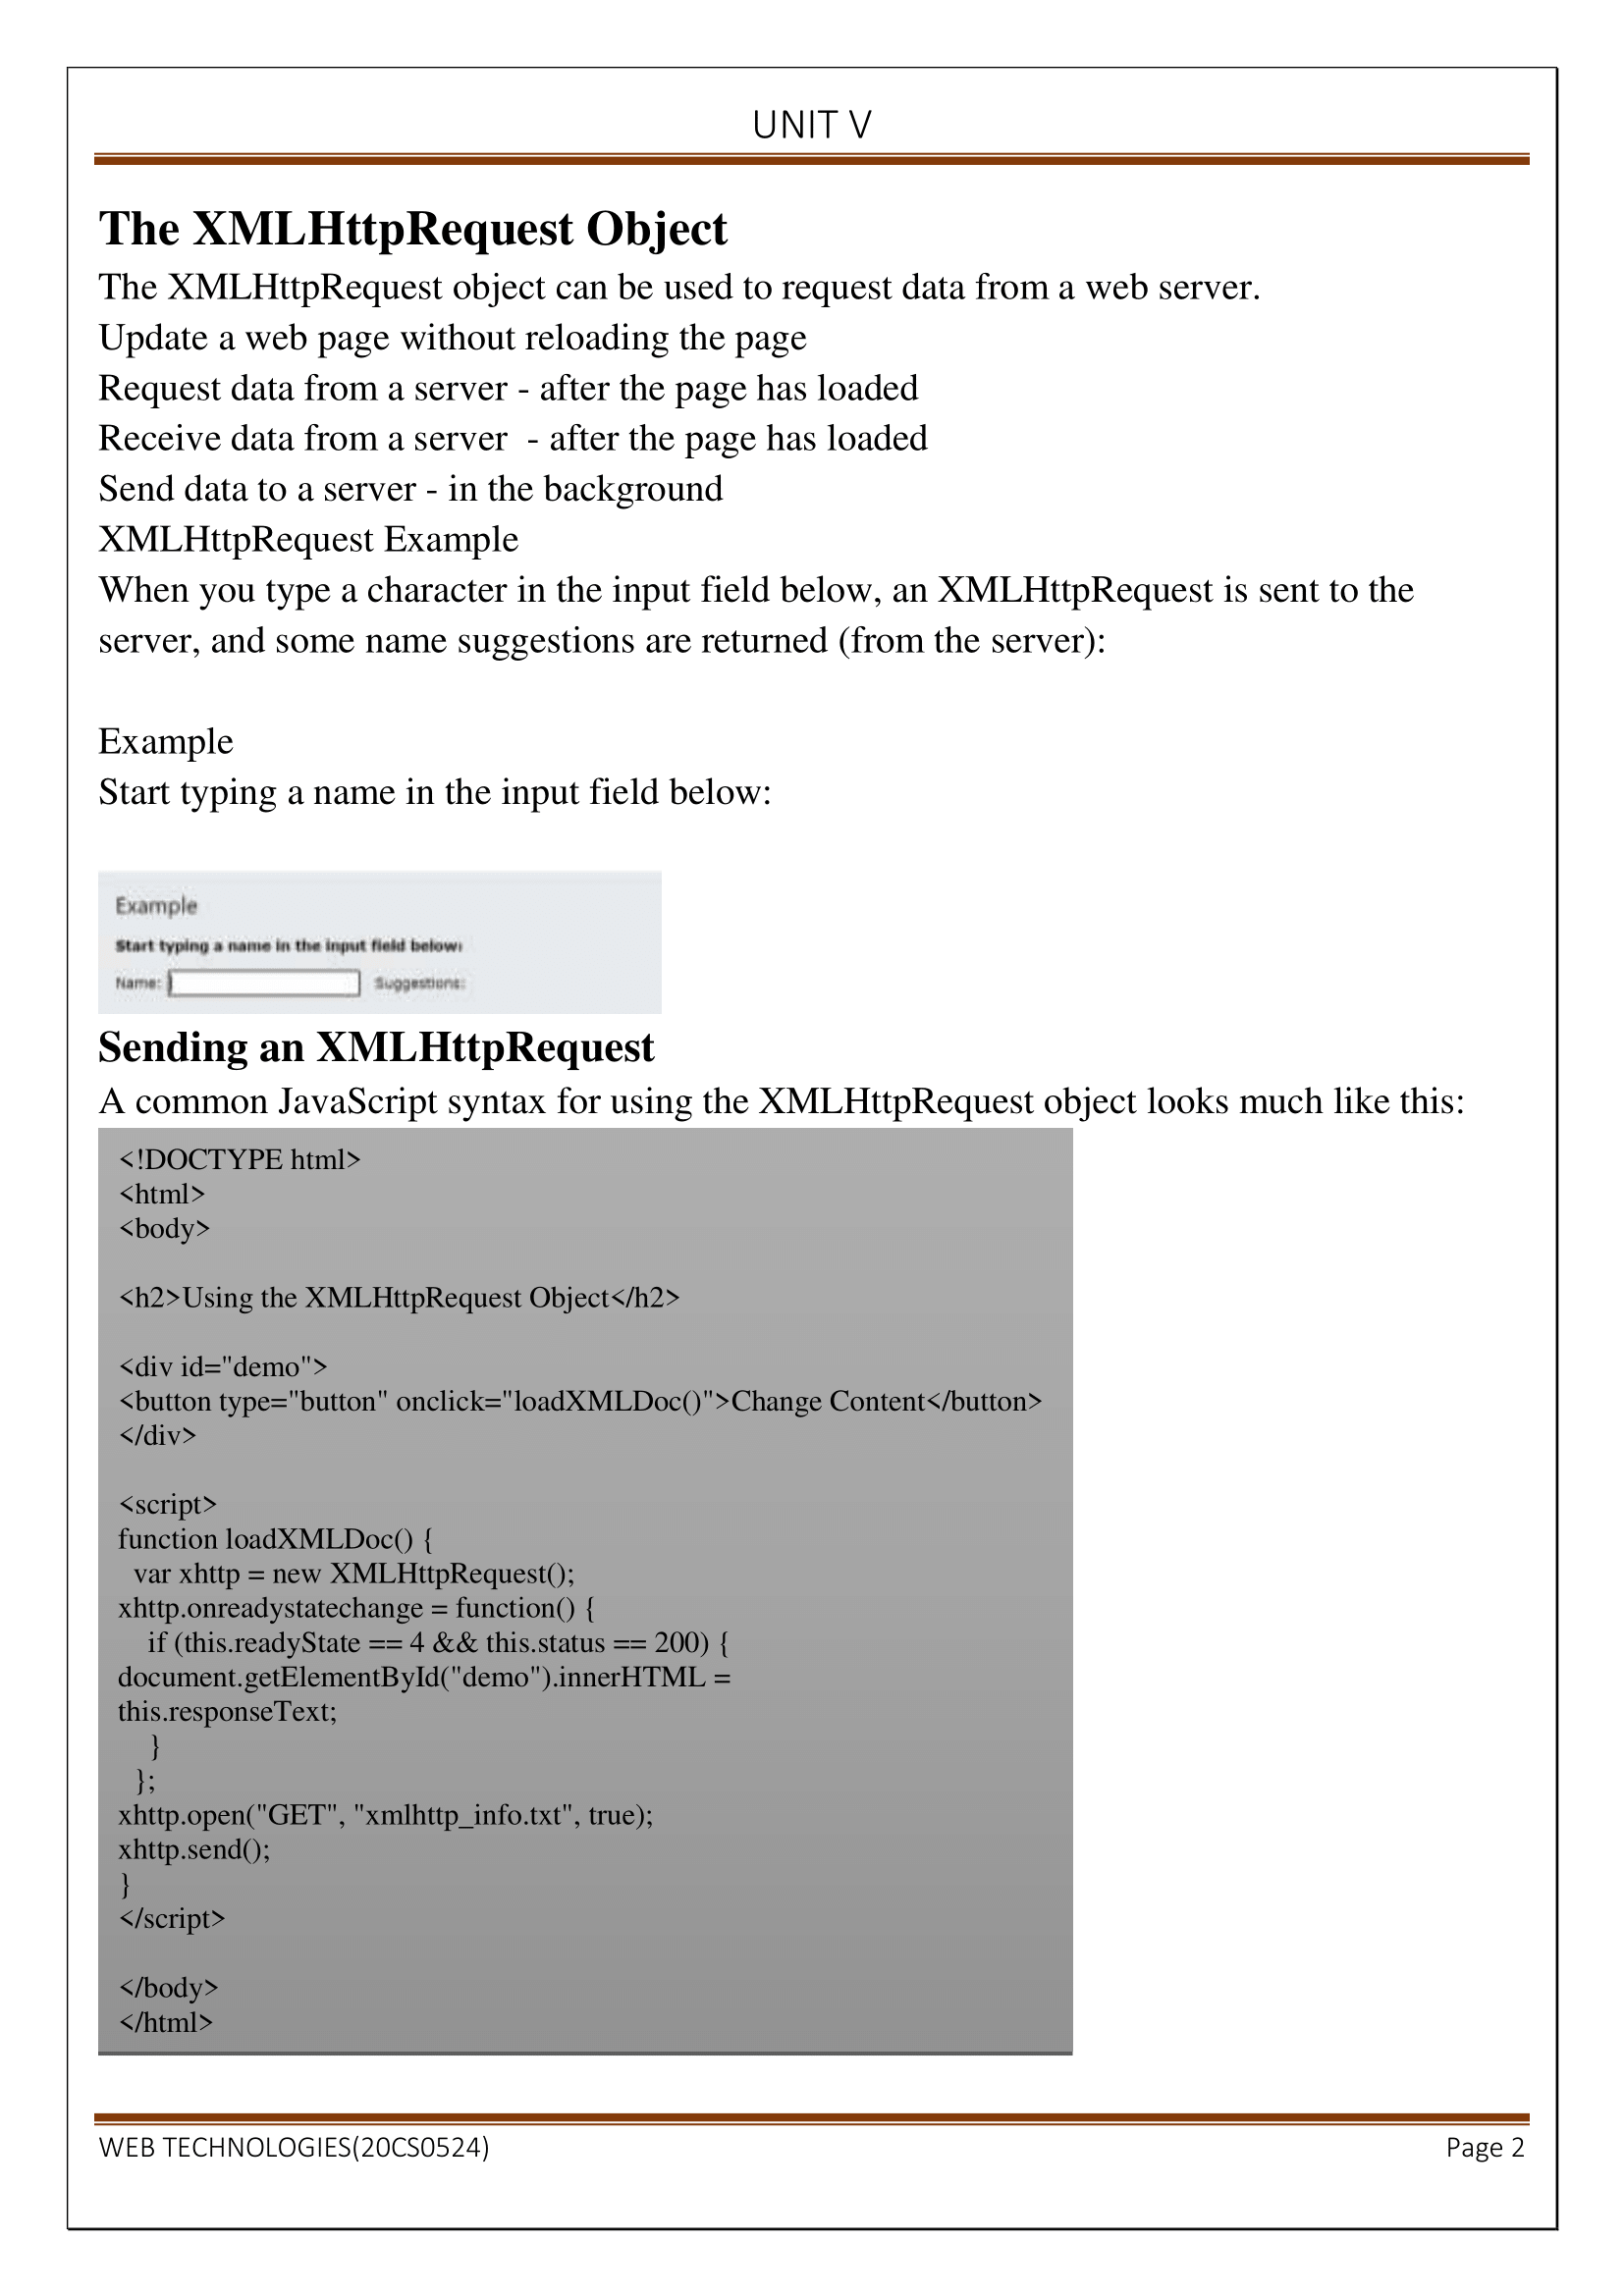 UNIT V
The XMLHttpRequest Object
The XMLHttpRequest object can be used to request data from a web server.
Update a web page without reloading the page
Request data from a server - after the page has loaded
Receive data from a server  - after the page has loaded
Send data to a server - in the background
XMLHttpRequest Example
When you type a character in the input field below, an XMLHttpRequest is sent to the
server, and some name suggestions are returned (from the server):
Example
Start typing a name in the input field below:
Example
Start typing a name in the input field below:
Name: Suggestions:
Sending an XMLHttpRequest
A common JavaScript syntax for using the XMLHttpRequest object looks much like this:
<!DOCTYPE html>
<html>
<body>
<h2>Using the XMLHttpRequest Object</h2>
<div id="demo">
<button type="button" onclick="loadXMLDoc()">Change Content</button>
</div>
<script>
function loadXMLDoc() {
  var xhttp = new XMLHttpRequest();
xhttp.onreadystatechange = function() {
    if (this.readyState == 4 && this.status == 200) {
document.getElementById("demo").innerHTML =
this.responseText;
    }
  };
xhttp.open("GET", "xmlhttp_info.txt", true);
xhttp.send();
}
</script>
</body>
</html>
WEB TECHNOLOGIES(20CS0524) Page 2